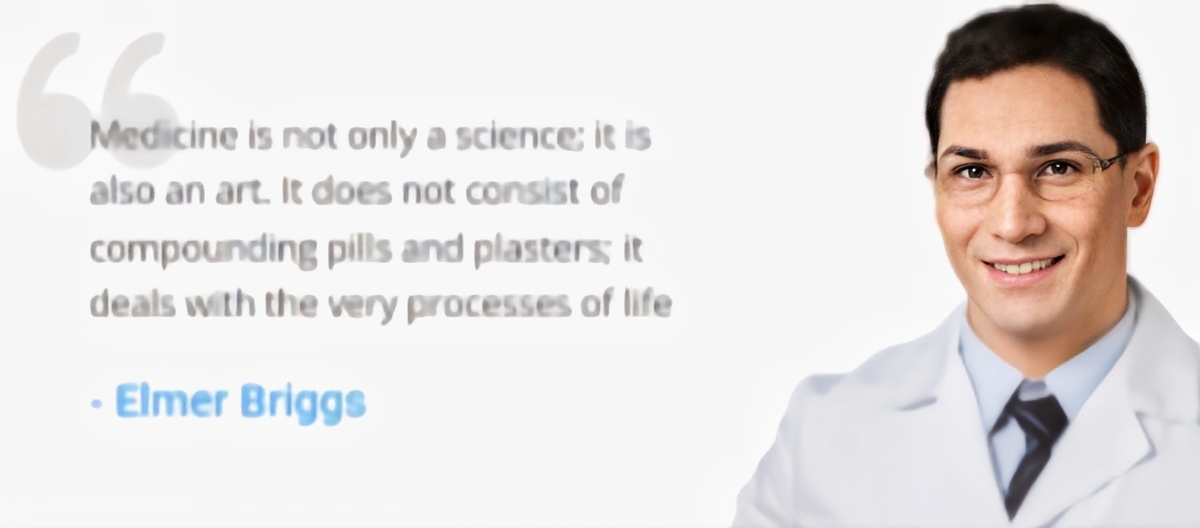 Medicine is not only a science; it is
also an art. It does not consist of
compounding pills and plasters; it
deals with the very processes of life
- Elmer Briggs